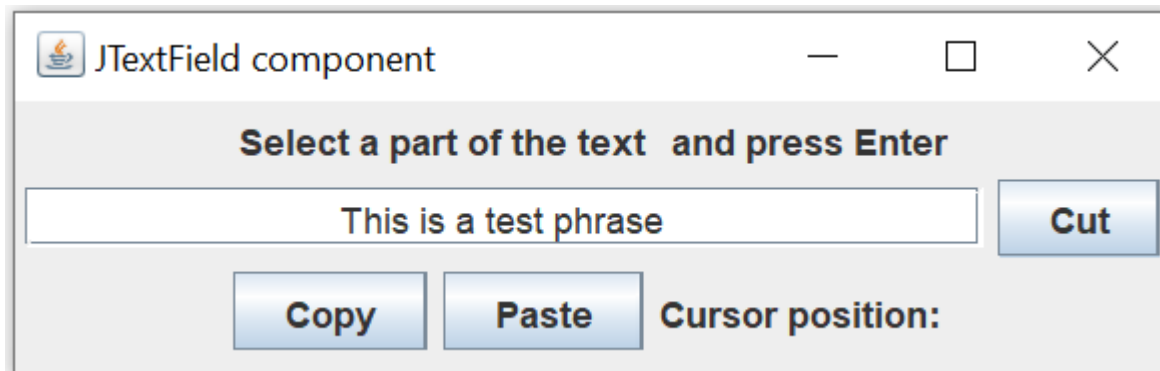 JTextField component
Select a part of the text  and press Enter
This is a test phrase
Cut
Copy Paste Cursor position: